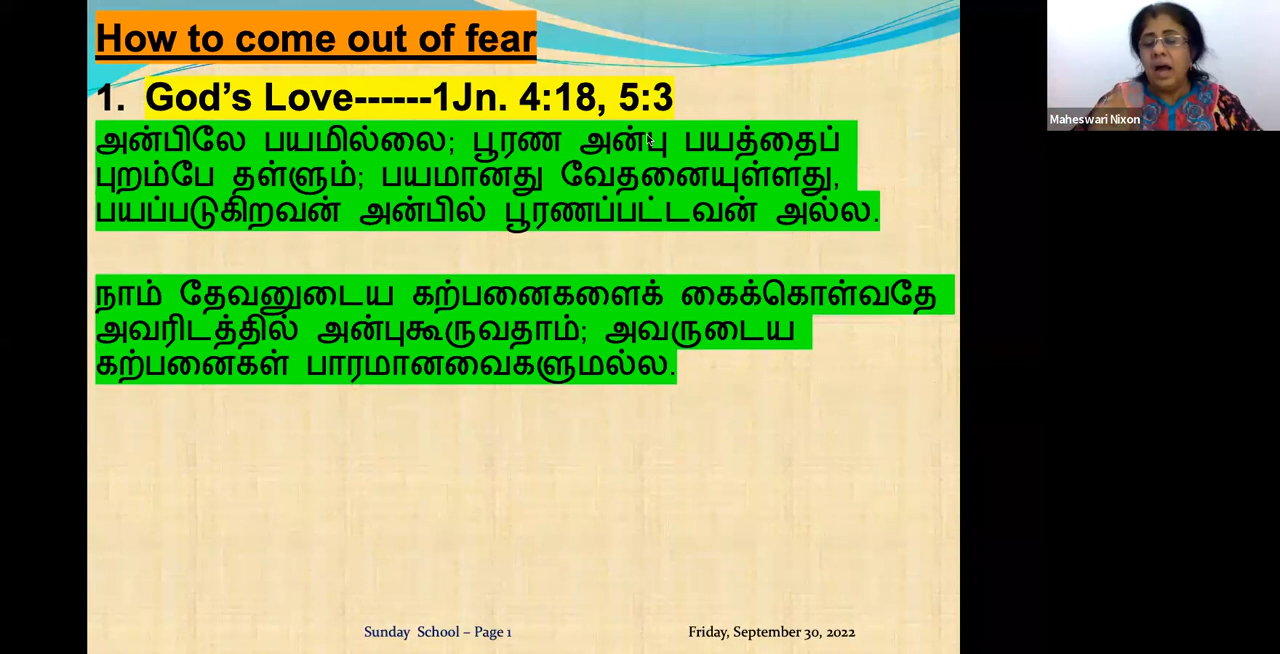 How to come out of fear
1. God’s Love------1Jn. 4:18, 5:3
அன்பிலே பயமில்லை; பூரண அன்பு பயத்தைப்
புறம்பே தள்ளும்; பயமானது வேதனையுள்ளது,
பயப்படுகிறவன் அன்பில் பூரணப்பட்டவன் அல்ல.
நாம் தேவனுடைய கற்பனைகளைக் கைக்கொள்வதே
அவரிடத்தில் அன்புகூருவதாம்; அவருடைய
கற்பனைகள் பாரமானவைகளுமல்ல.
Sunday School – Page 1
Friday, September 30, 2022
Maheswari Nixon